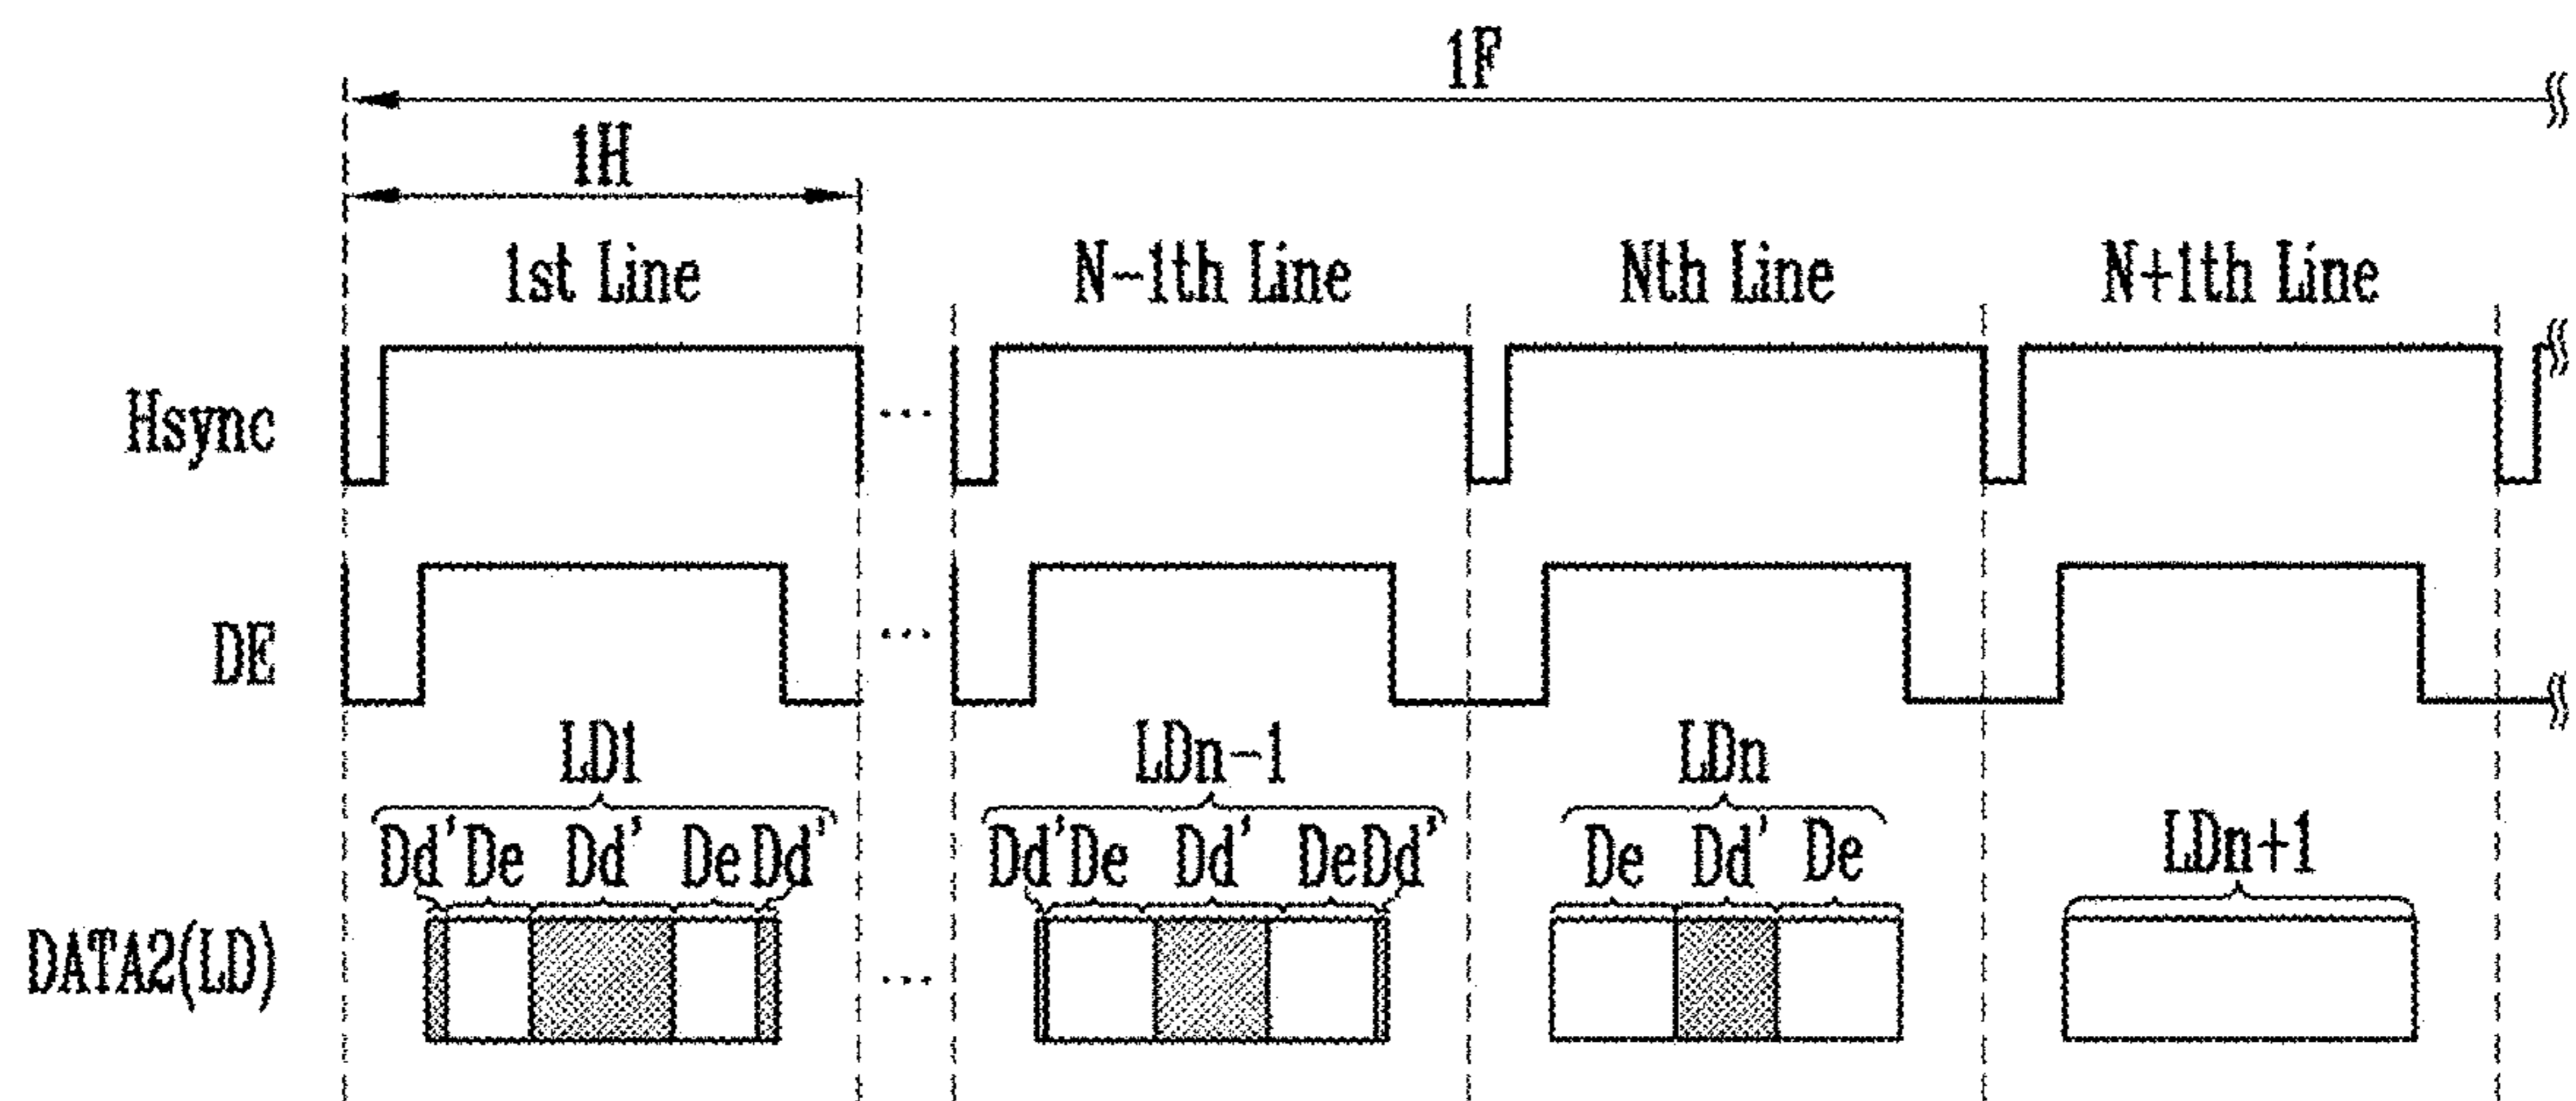 1F
1H
1st Line N-1th Line Nth Line N+1th Line
Hsync ...
DE ...
LD1 LDn-1 LDn LDn+1
Dd' De Dd' De Dd' Dd' De Dd' De Dd' De Dd' De
DATA2(LD) ...